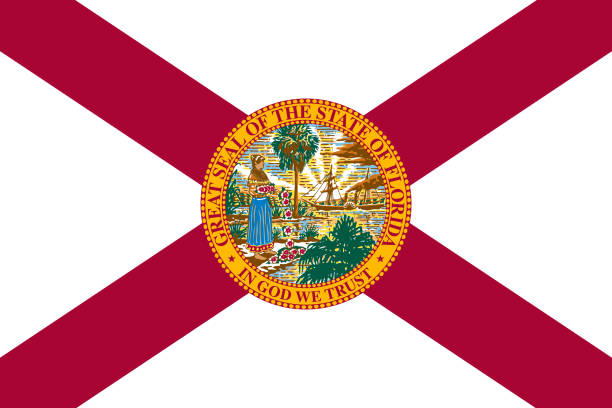 GREAT SEAL OF THE STATE OF FLORIDA
IN GOD WE TRUST